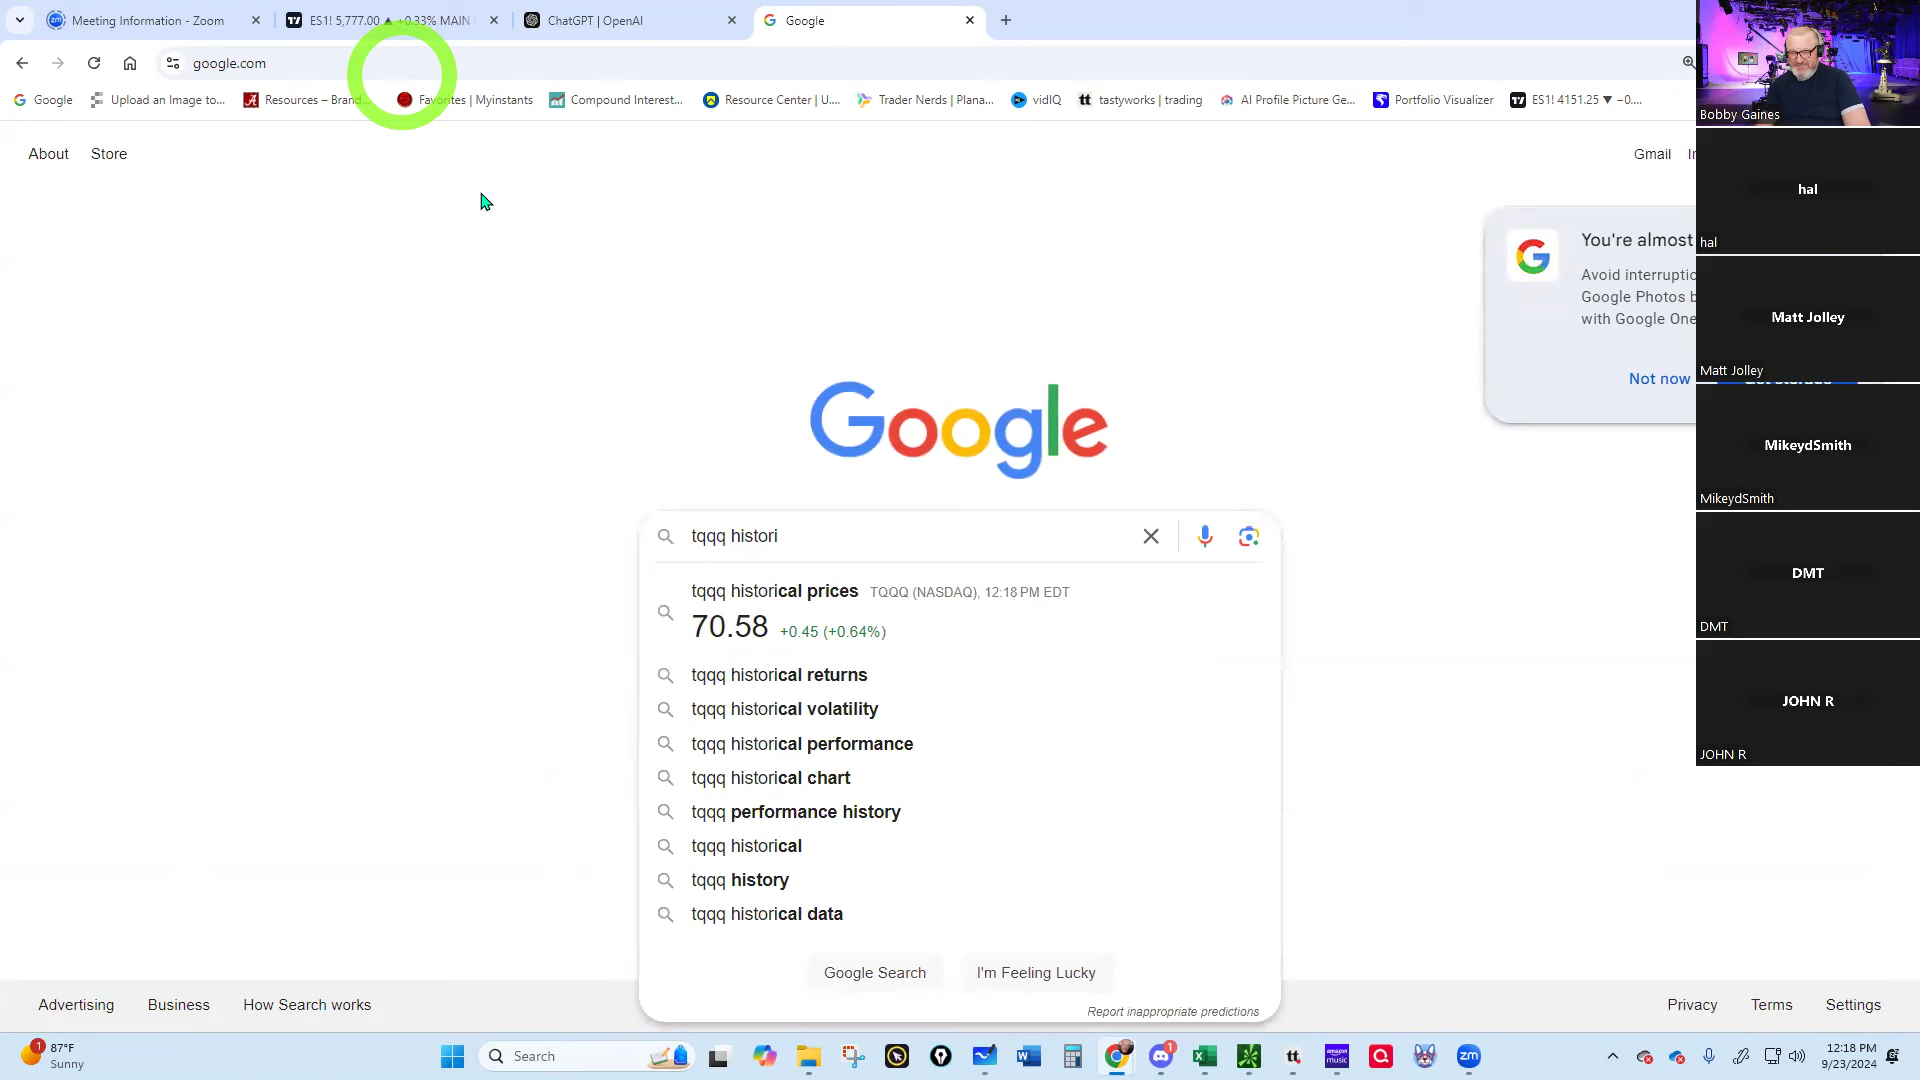 Meeting Information - Zoom
ES1! 5,777.00 ▲ +0.33% MAIN
ChatGPT | OpenAI
Google
google.com
Google
Upload an Image to...
Resources – Brand...
Favorites | Myinstants
Compound Interest...
Resource Center | U....
Trader Nerds | Plana...
vidIQ
tastyworks | trading
AI Profile Picture Ge...
Portfolio Visualizer
ES1! 4151.25 ▼ −0....
About
Store
Gmail
Bobby Gaines
hal
hal
You're almost
Avoid interruptio
Google Photos b
with Google One
Not now
Matt Jolley
Matt Jolley
Google
MikeydSmith
MikeydSmith
tqqq histori
tqqq historical prices TQQQ (NASDAQ), 12:18 PM EDT
70.58 +0.45 (+0.64%)
tqqq historical returns
tqqq historical volatility
tqqq historical performance
tqqq historical chart
tqqq performance history
tqqq historical
tqqq history
tqqq historical data
DMT
DMT
JOHN R
JOHN R
Google Search
I'm Feeling Lucky
Report inappropriate predictions
Advertising
Business
How Search works
Privacy
Terms
Settings
1
87°F
Sunny
Search
amazon music
1
tt
zm
12:18 PM
9/23/2024